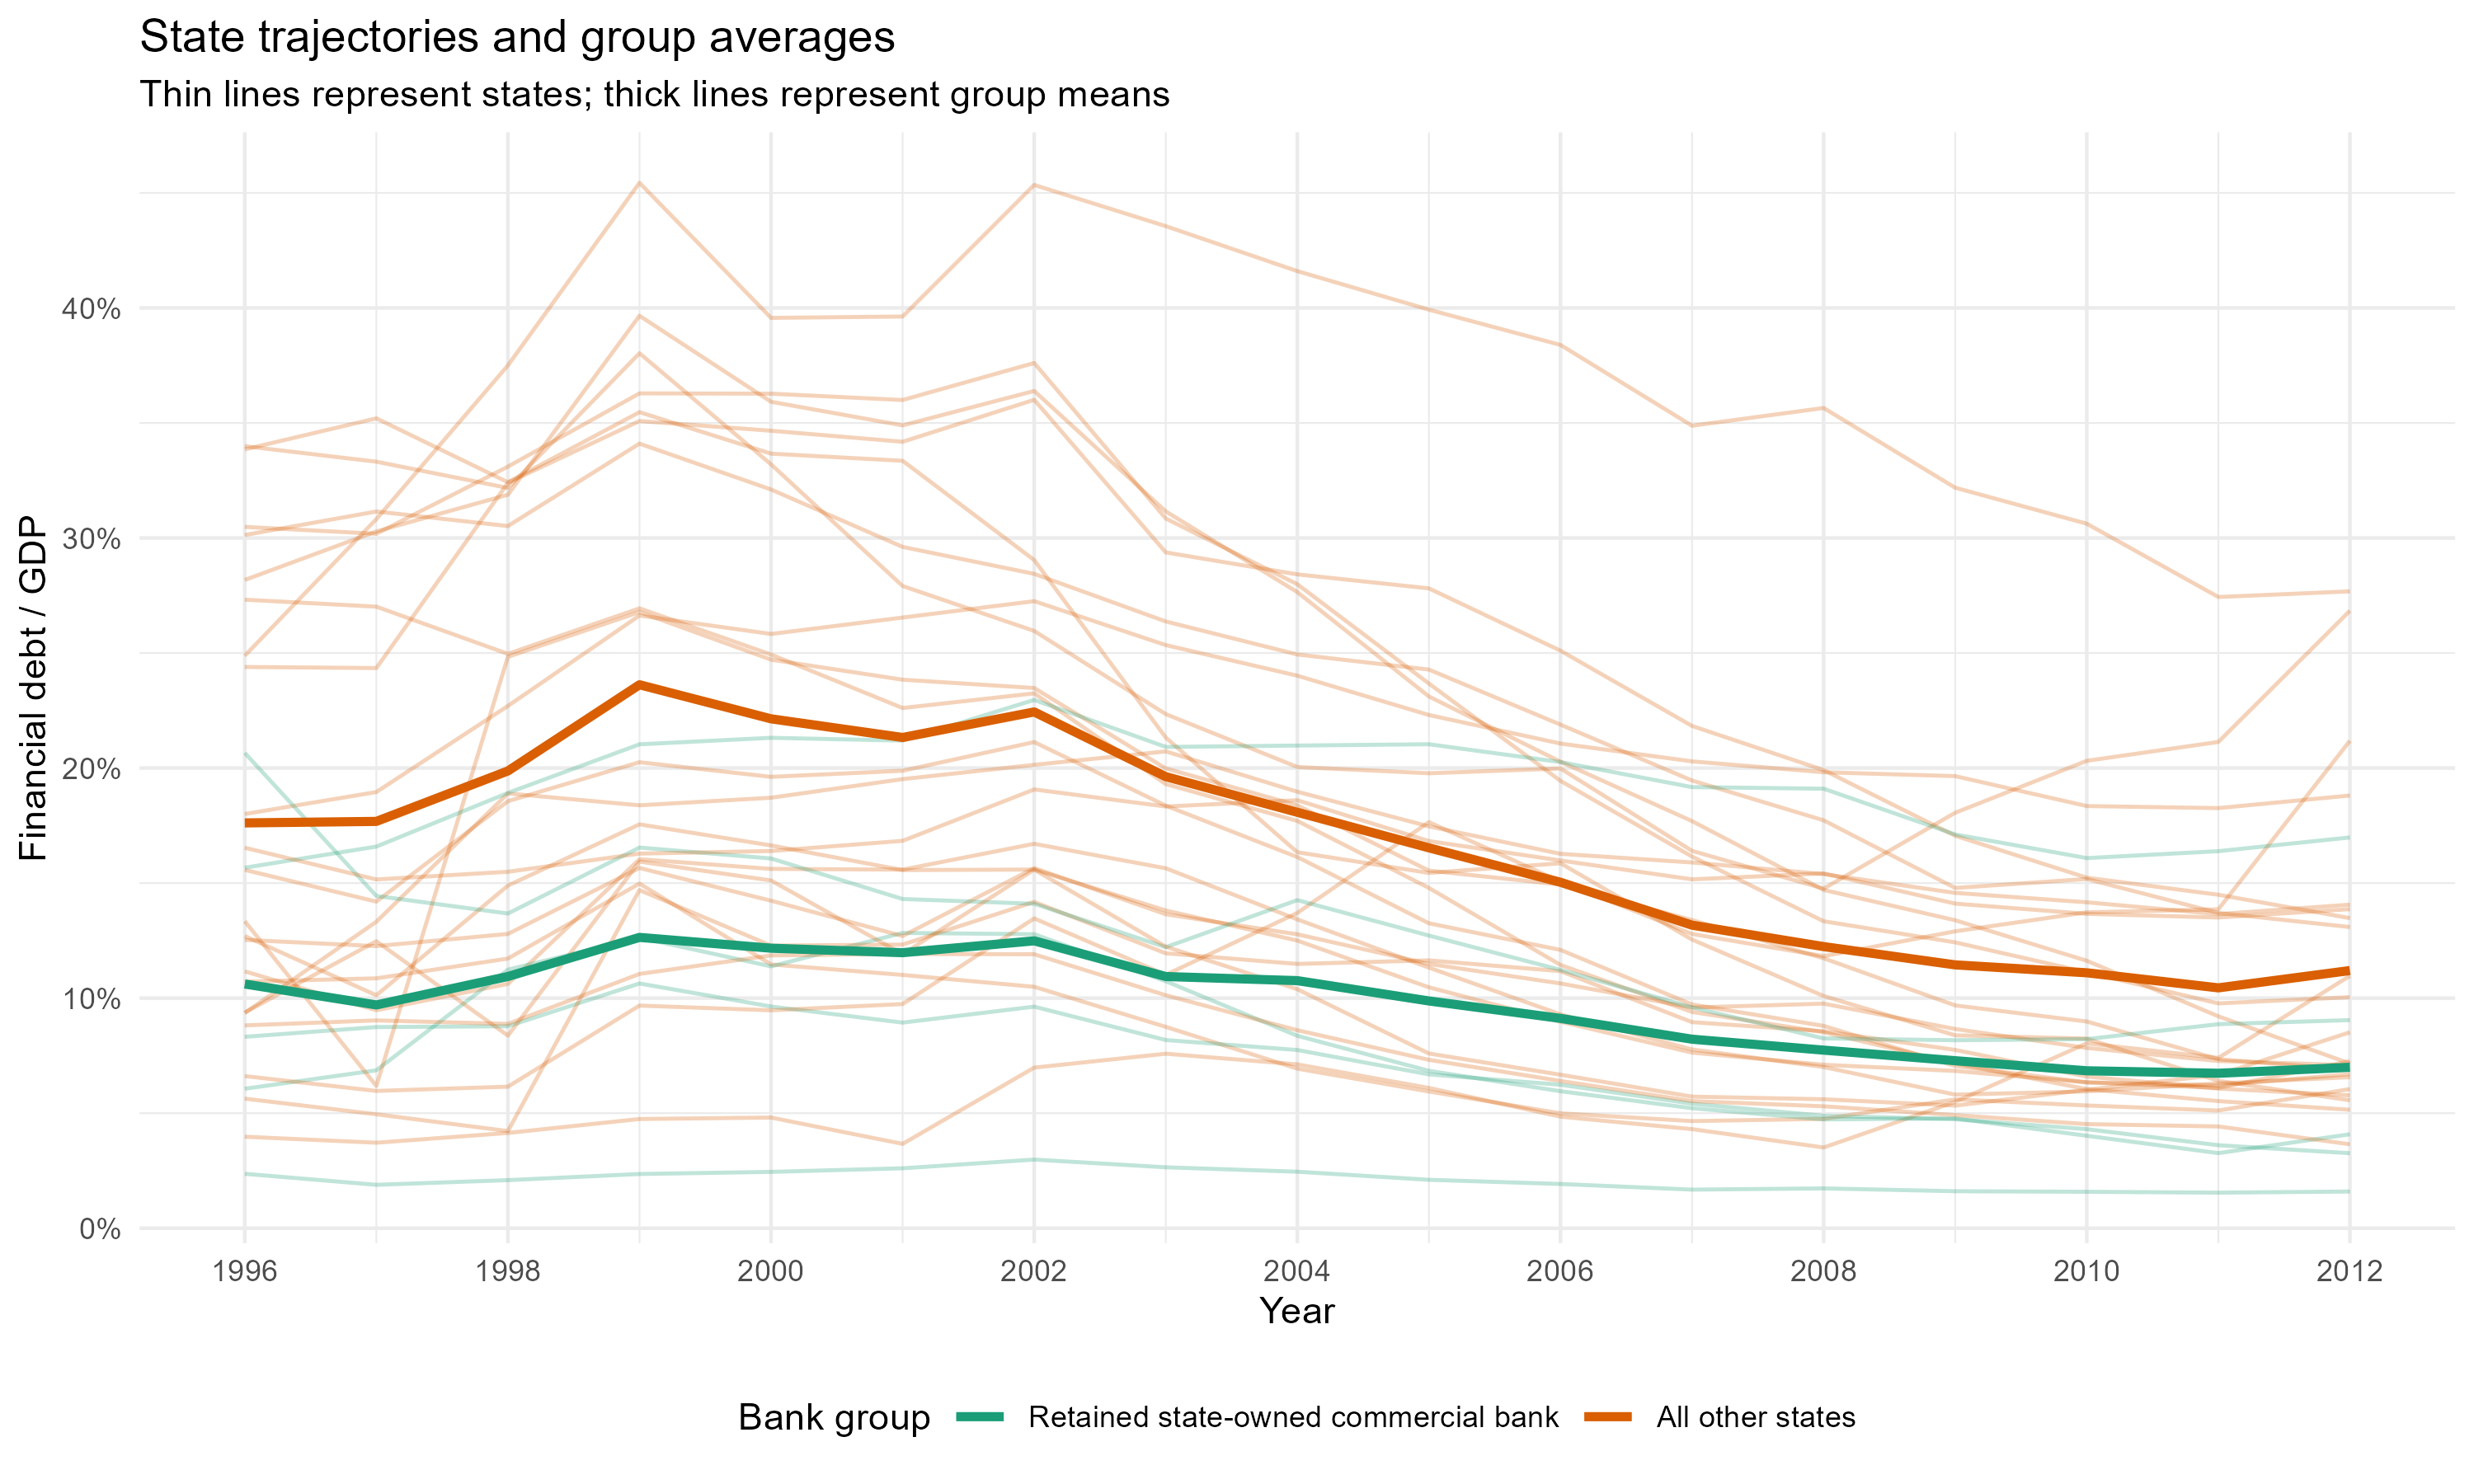 State trajectories and group averages
Thin lines represent states; thick lines represent group means
Financial debt / GDP
40%
30%
20%
10%
0%
1996 1998 2000 2002 2004 2006 2008 2010 2012
Year
Bank group Retained state-owned commercial bank All other states